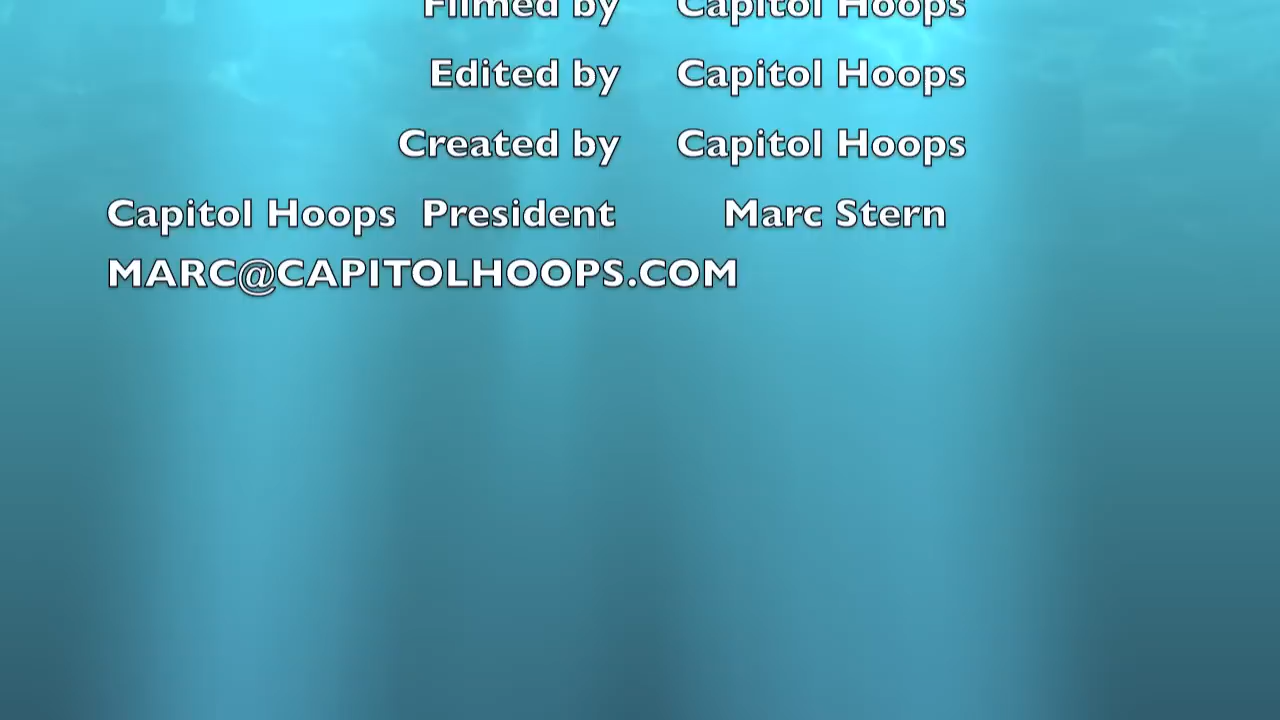 Filmed by Capitol Hoops
Edited by Capitol Hoops
Created by Capitol Hoops
Capitol Hoops President Marc Stern
MARC@CAPITOLHOOPS.COM